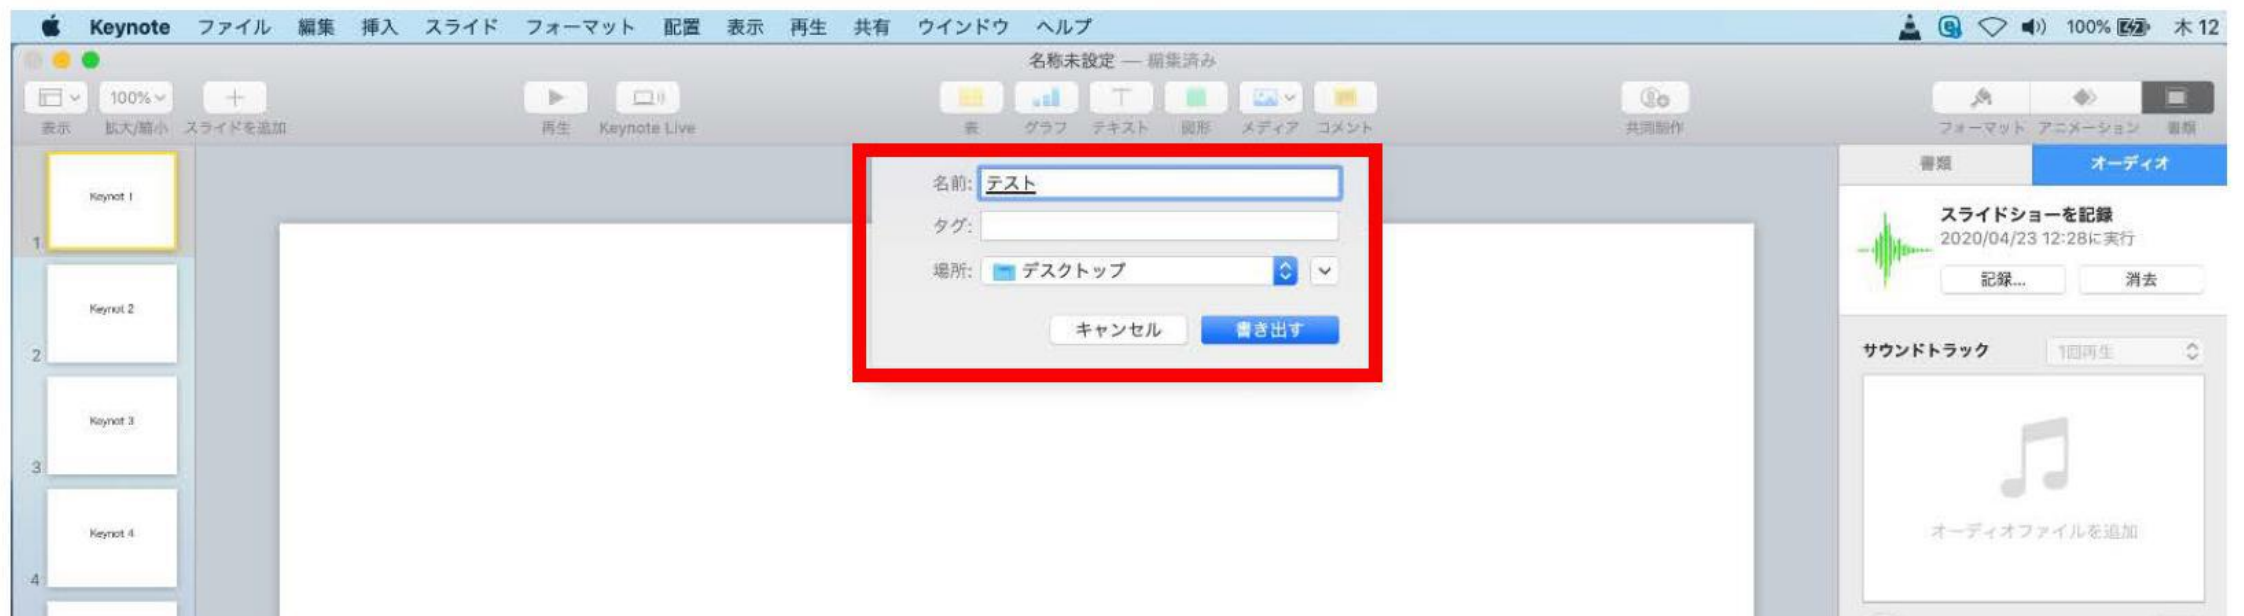 Keynote ファイル 編集 挿入 スライド フォーマット 配置 表示 再生 共有 ウインドウ ヘルプ 100% 木 12
名称未設定 — 編集済み
100%
表示 拡大/縮小 スライドを追加 再生 Keynote Live 表 グラフ テキスト 図形 メディア コメント 共同制作 フォーマット アニメーション 書類
書類 オーディオ
名前: テスト
タグ:
場所: デスクトップ
キャンセル 書き出す
Keynot 1
1
Keynot 2
2
Keynot 3
3
Keynot 4
4
スライドショーを記録
2020/04/23 12:28に実行
記録... 消去
サウンドトラック 1回再生
オーディオファイルを追加